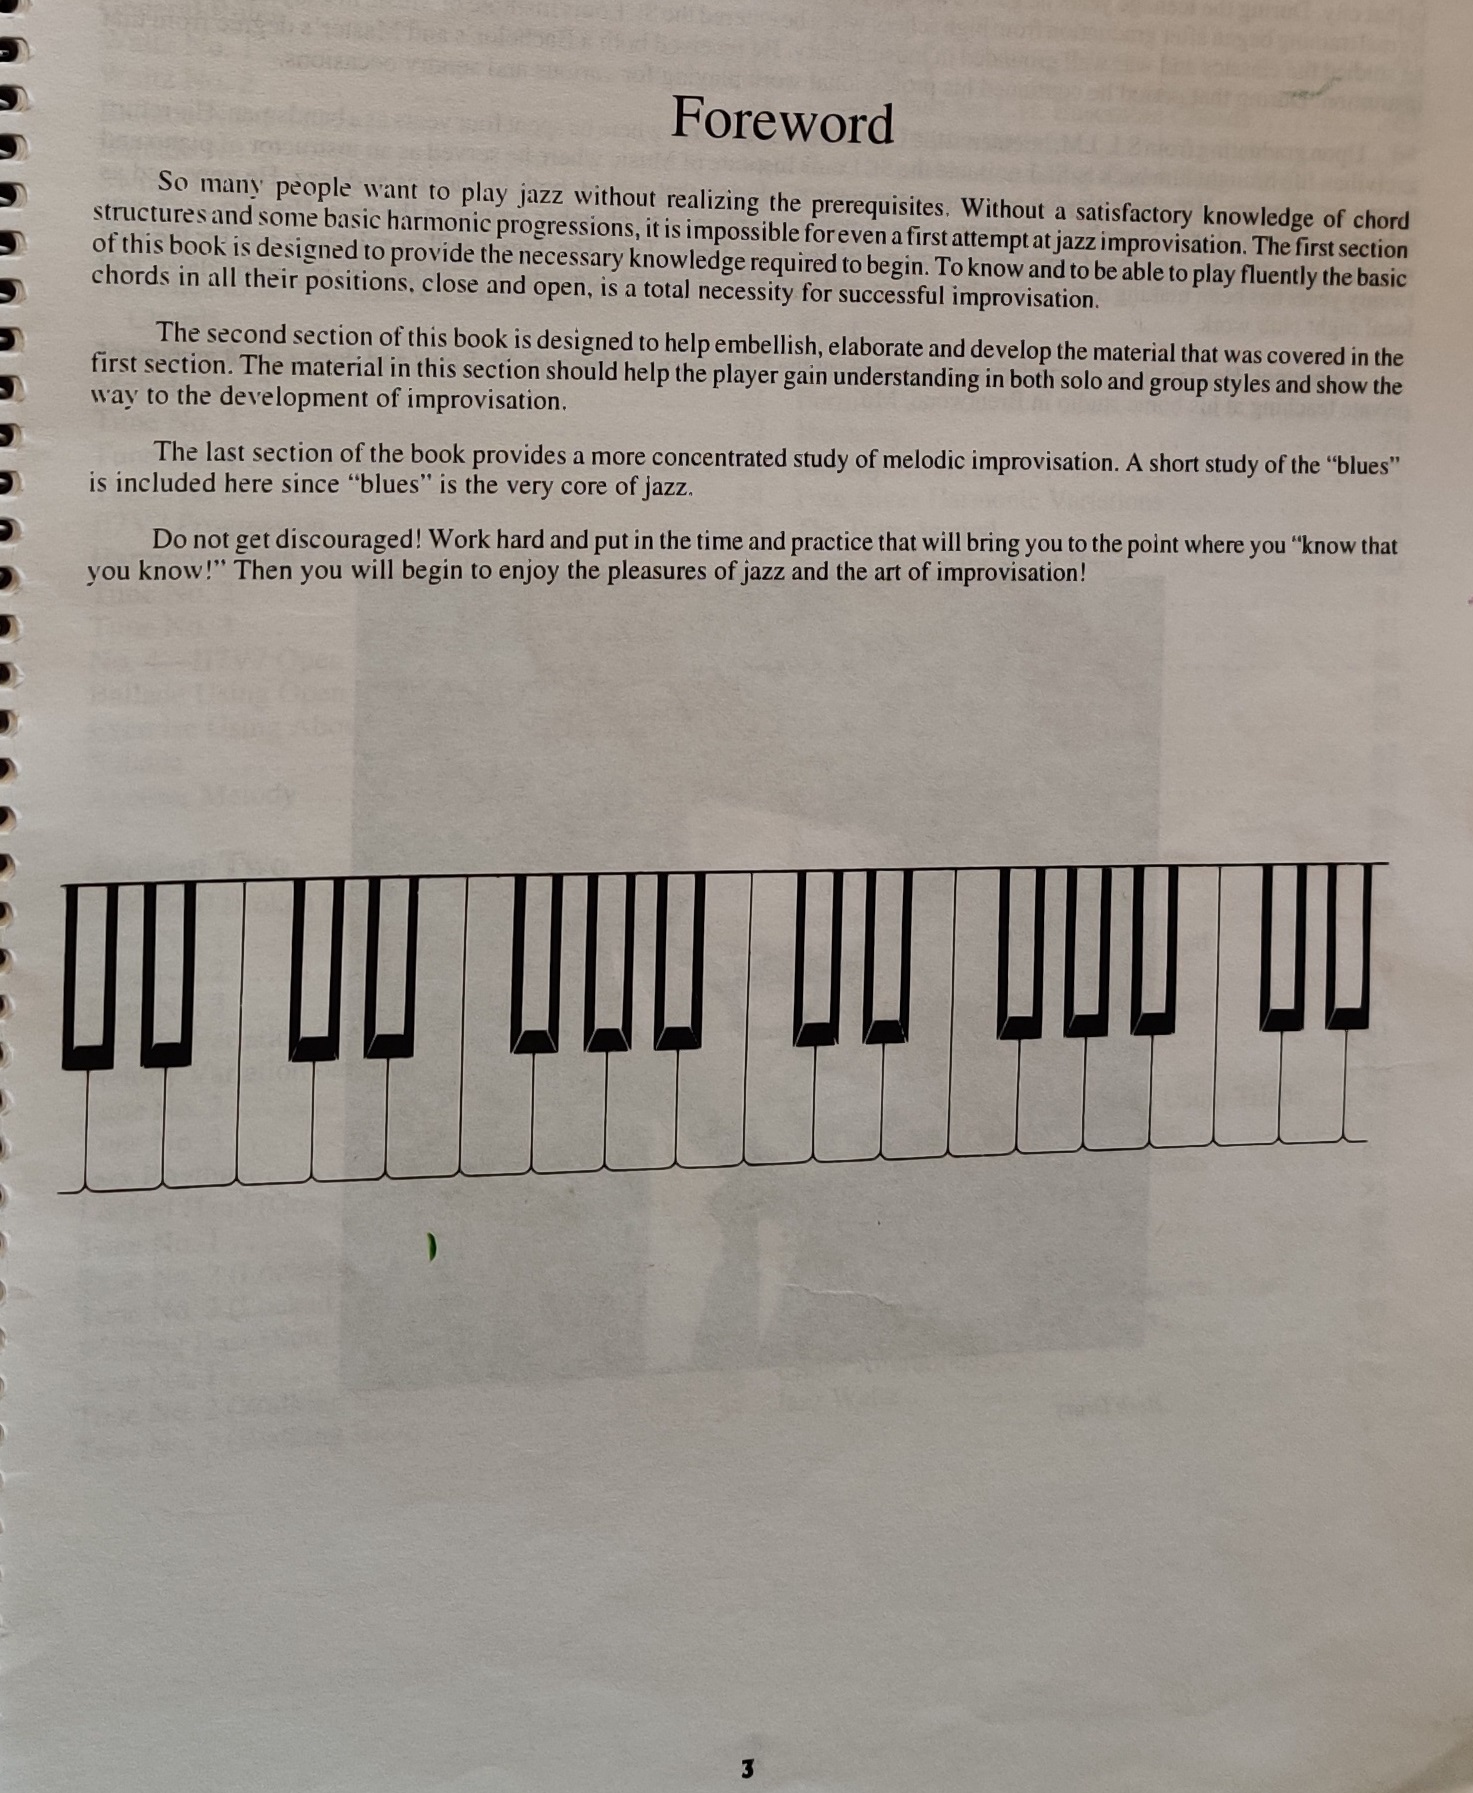 Foreword
So many people want to play jazz without realizing the prerequisites. Without a satisfactory knowledge of chord
structures and some basic harmonic progressions, it is impossible for even a first attempt at jazz improvisation. The first section
of this book is designed to provide the necessary knowledge required to begin. To know and to be able to play fluently the basic
chords in all their positions, close and open, is a total necessity for successful improvisation.
The second section of this book is designed to help embellish, elaborate and develop the material that was covered in the
first section. The material in this section should help the player gain understanding in both solo and group styles and show the
way to the development of improvisation.
The last section of the book provides a more concentrated study of melodic improvisation. A short study of the “blues”
is included here since “blues” is the very core of jazz.
Do not get discouraged! Work hard and put in the time and practice that will bring you to the point where you “know that
you know!” Then you will begin to enjoy the pleasures of jazz and the art of improvisation!
3